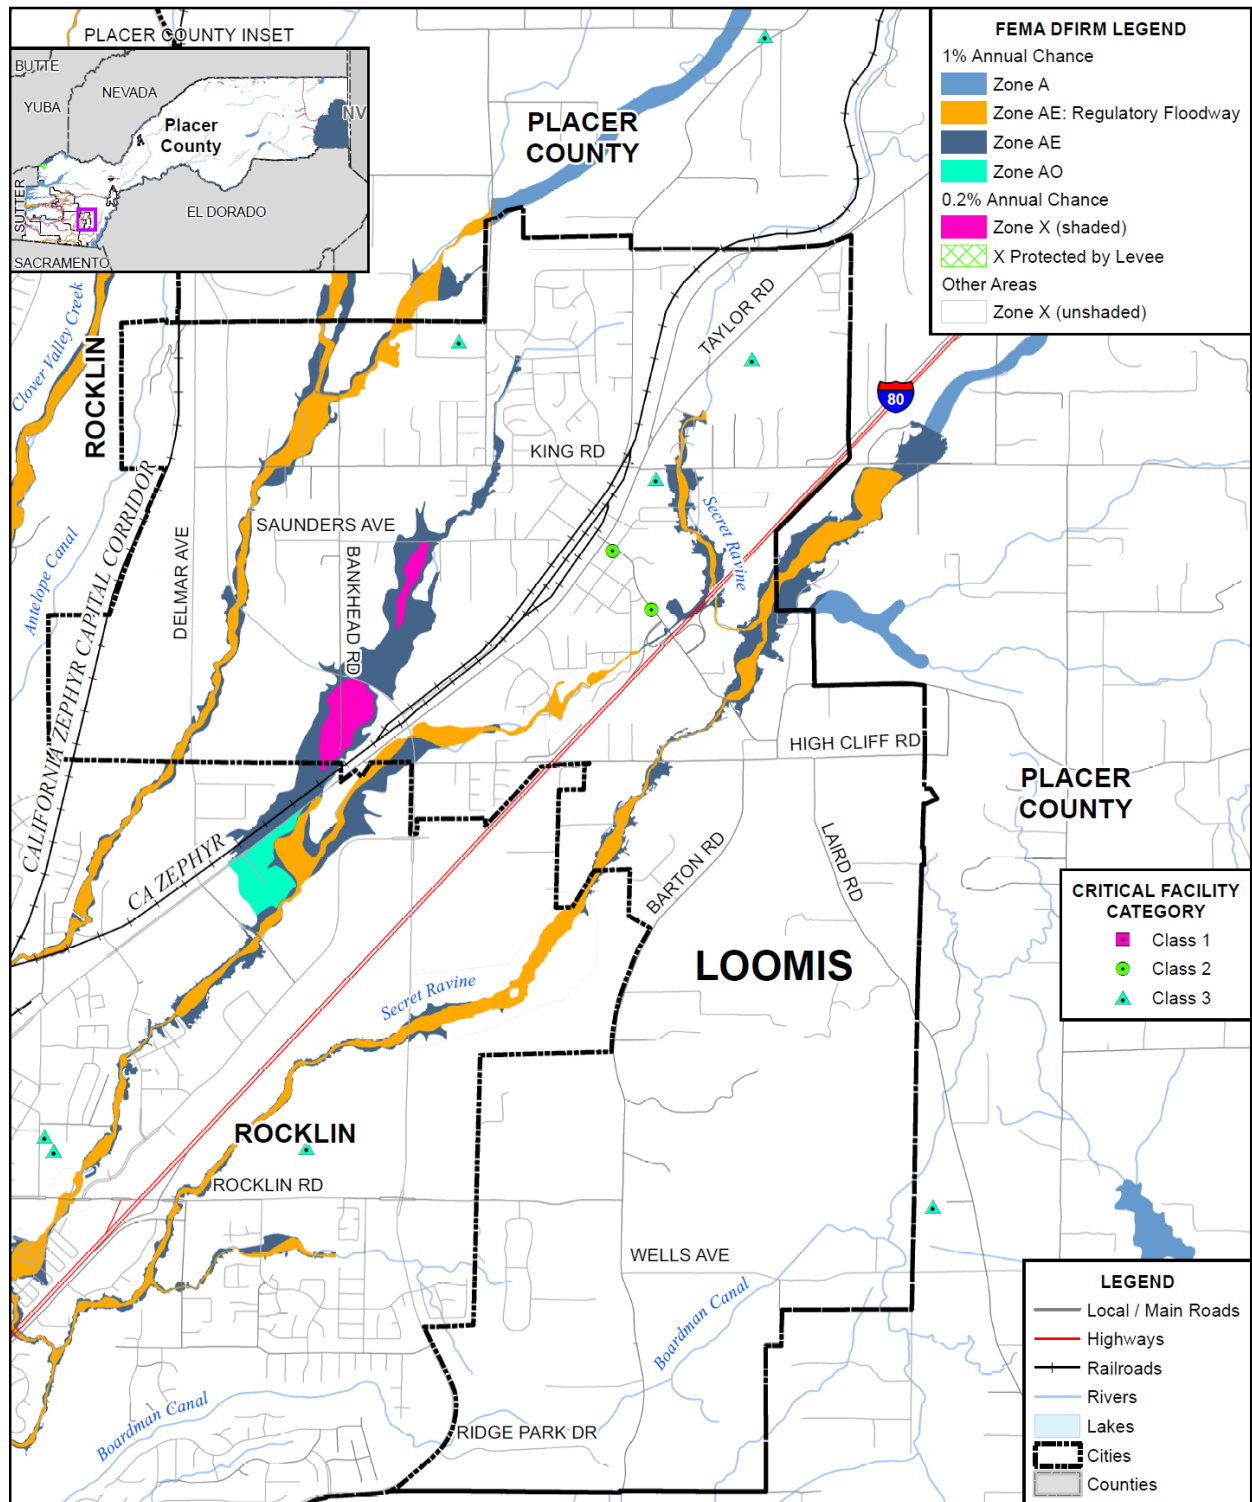 PLACER COUNTY INSET
BUTTE
YUBA
NEVADA
NV
Placer
County
SUTTER
EL DORADO
SACRAMENTO
FEMA DFIRM LEGEND
1% Annual Chance
Zone A
Zone AE: Regulatory Floodway
Zone AE
Zone AO
0.2% Annual Chance
Zone X (shaded)
X Protected by Levee
Other Areas
Zone X (unshaded)
PLACER
COUNTY
TAYLOR RD
Clover Valley Creek
ROCKLIN
80
KING RD
SAUNDERS AVE
Secret Ravine
Antelope Canal
CALIFORNIA ZEPHYR CAPITAL CORRIDOR
DELMAR AVE
BANKHEAD RD
HIGH CLIFF RD
PLACER
COUNTY
CA ZEPHYR
BARTON RD
LAIRD RD
CRITICAL FACILITY
CATEGORY
Class 1
Class 2
Class 3
LOOMIS
Secret Ravine
ROCKLIN
ROCKLIN RD
WELLS AVE
Boardman Canal
Boardman Canal
RIDGE PARK DR
LEGEND
Local / Main Roads
Highways
Railroads
Rivers
Lakes
Cities
Counties